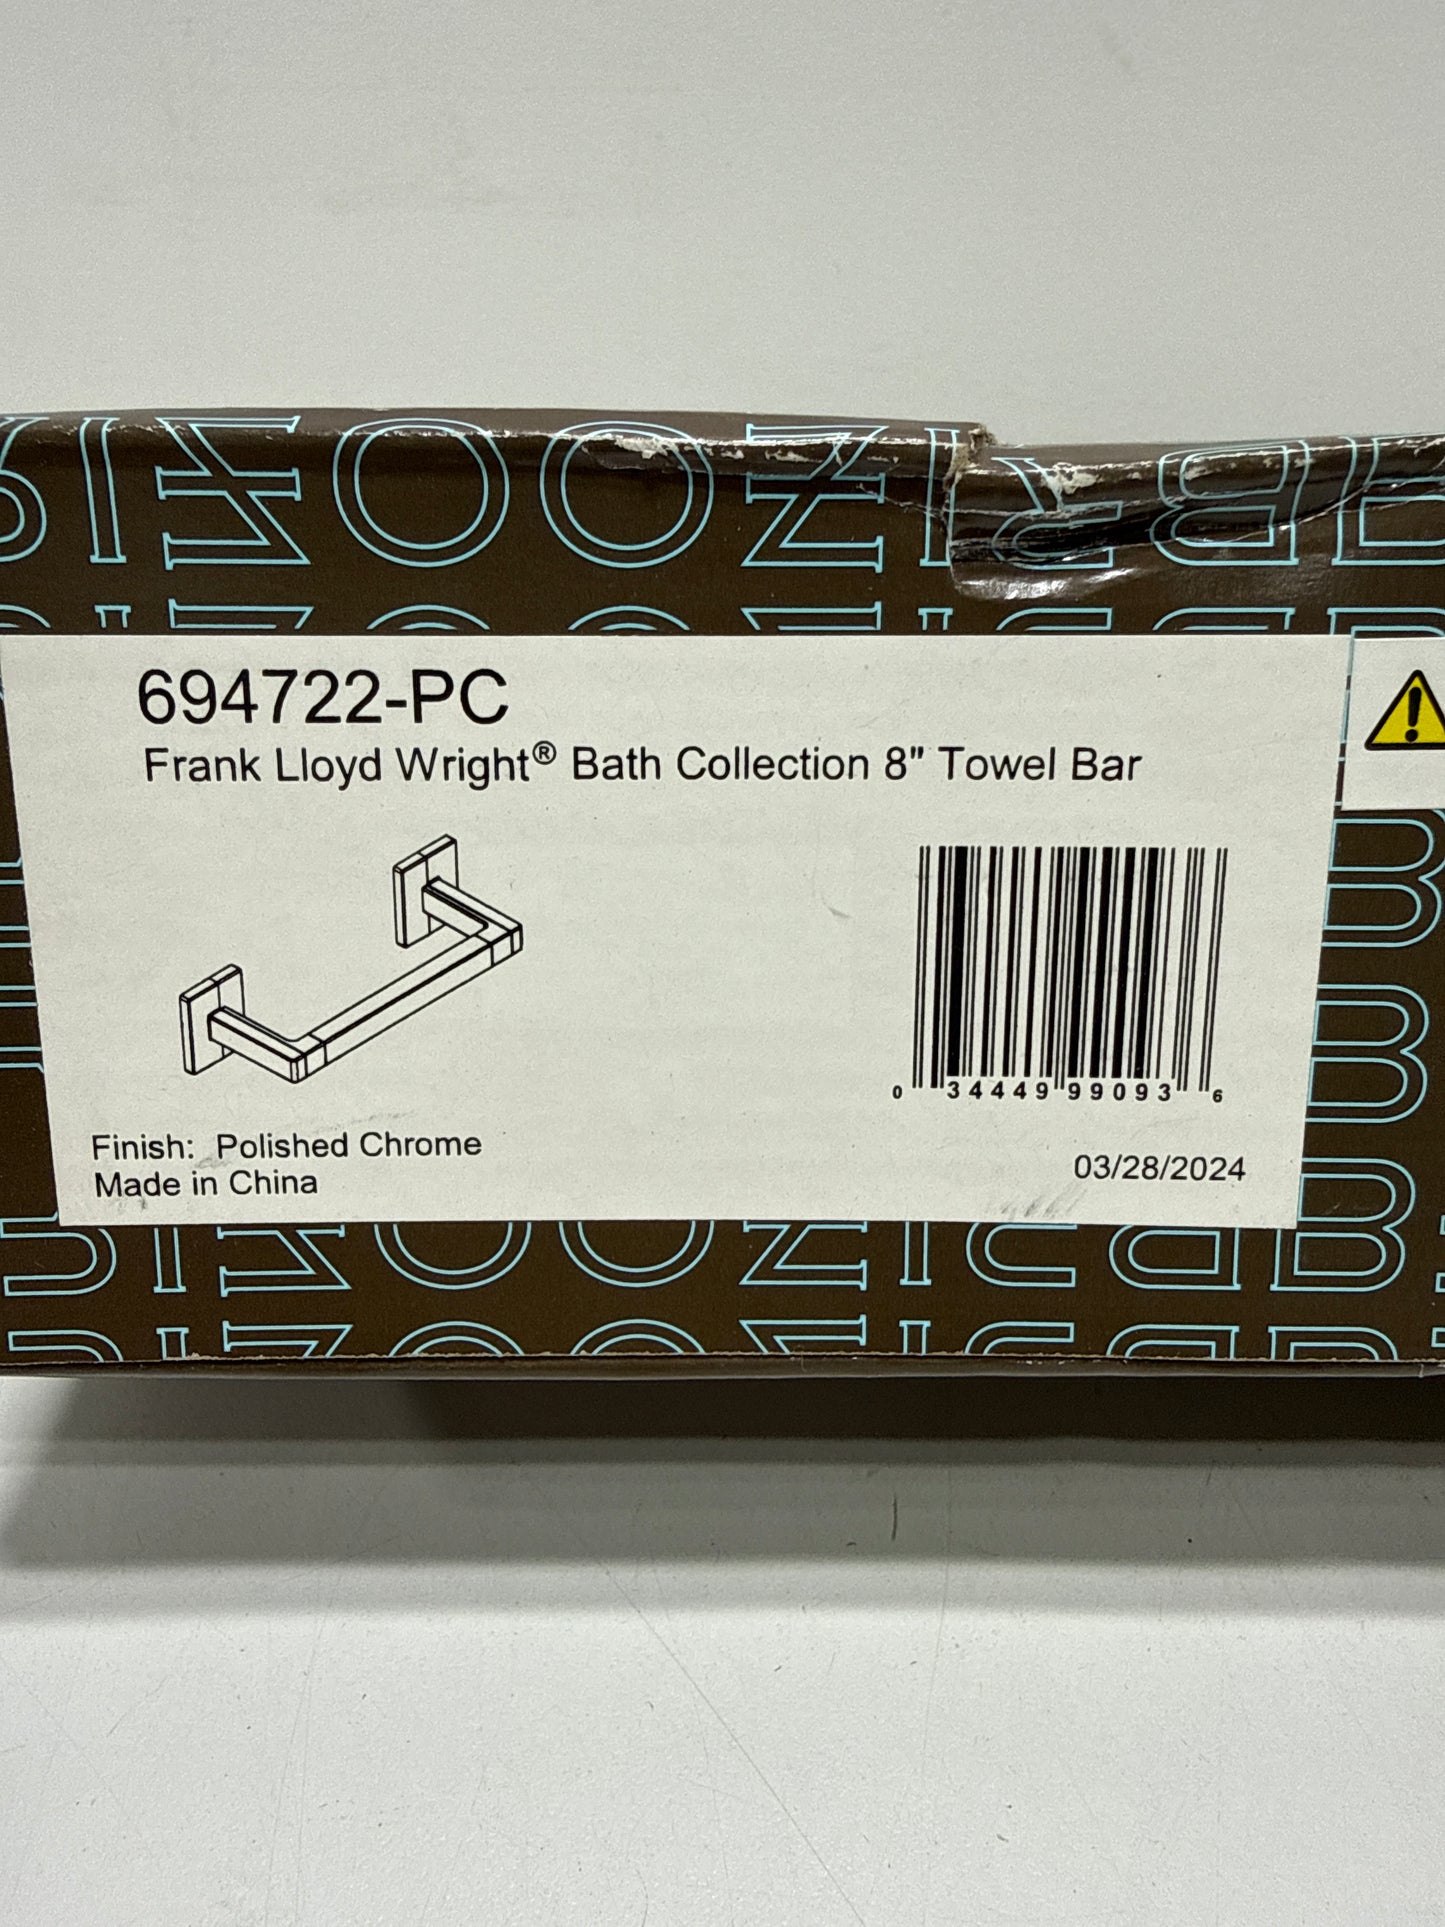 694722-PC
Frank Lloyd Wright® Bath Collection 8" Towel Bar
0 34449 99093 6
Finish: Polished Chrome
Made in China
03/28/2024